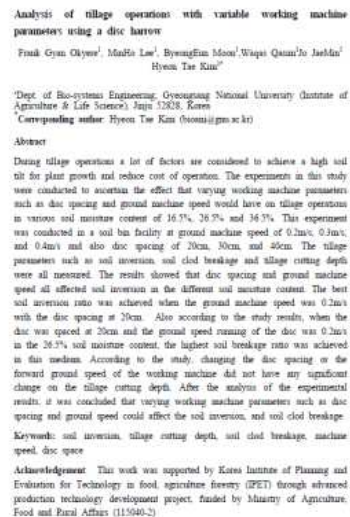 Analysis of tillage operations with variable working machine
parameters using a disc harrow
Frank Gyan Okyere¹, MinHo Lee¹, ByeongEun Moon¹, Waqas Qasim¹Jo JaeMin¹
Hyeon Tae Kim¹*
¹Dept. of Bio-systems Engineering, Gyeongsang National University (Institute of
Agriculture & Life Science), Jinju 52828, Korea
*Corresponding author: Hyeon Tae Kim (biosni@gnu.ac.kr)
Abstract
During tillage operations a lot of factors are considered to achieve a high soil
tilt for plant growth and reduce cost of operation. The experiments in this study
were conducted to ascertain the effect that varying working machine parameters
such as disc spacing and ground machine speed would have on tillage operations
in various soil moisture content of 16.5%, 26.5% and 36.5%. This experiment
was conducted in a soil bin facility at ground machine speed of 0.2m/s, 0.3m/s,
and 0.4m/s and also disc spacing of 20cm, 30cm, and 40cm. The tillage
parameters such as soil inversion, soil clod breakage and tillage cutting depth
were all measured. The results showed that disc spacing and ground machine
speed all affected soil inversion in the different soil moisture content. The best
soil inversion ratio was achieved when the ground machine speed was 0.2m/s
with the disc spacing at 20cm. Also according to the study results, when the
disc was spaced at 20cm and the ground speed running of the disc was 0.2m/s
in the 26.5% soil moisture content, the highest soil breakage ratio was achieved
in this medium. According to the study, changing the disc spacing or the
forward ground speed of the working machine did not have any significant
change on the tillage cutting depth. After the analysis of the experimental
results, it was concluded that varying working machine parameters such as disc
spacing and ground speed could affect the soil inversion, and soil clod breakage.
Keywords: soil inversion, tillage cutting depth, soil clod breakage, machine
speed, disc space
Acknowledgement This work was supported by Korea Institute of Planning and
Evaluation for Technology in food, agriculture forestry (IPET) through advanced
production technology development project, funded by Ministry of Agriculture,
Food and Rural Affairs (115040-2)